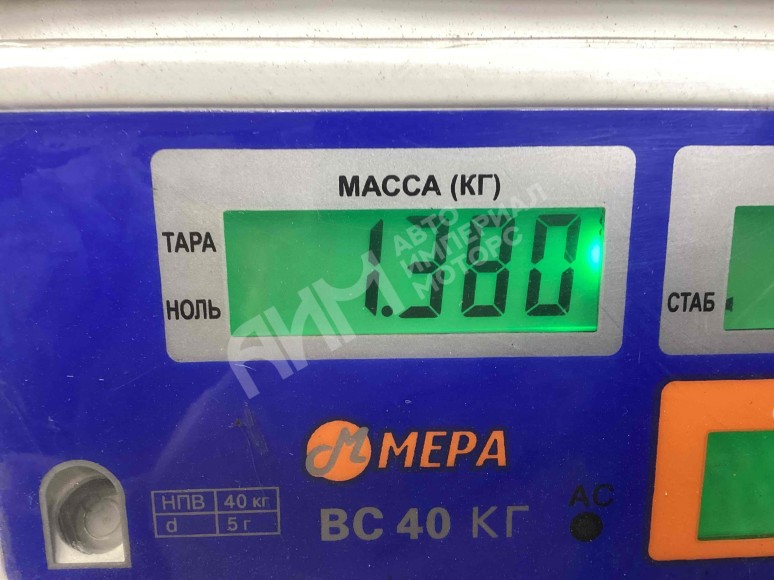 МАССА (КГ)
ТАРА
1.380
НОЛЬ
СТАБ
АИМ
АВТО
ИМПЕРИАЛ
МОТОРС
МЕРА
НПВ 40 кг
d 5 г
ВС 40 КГ
AC